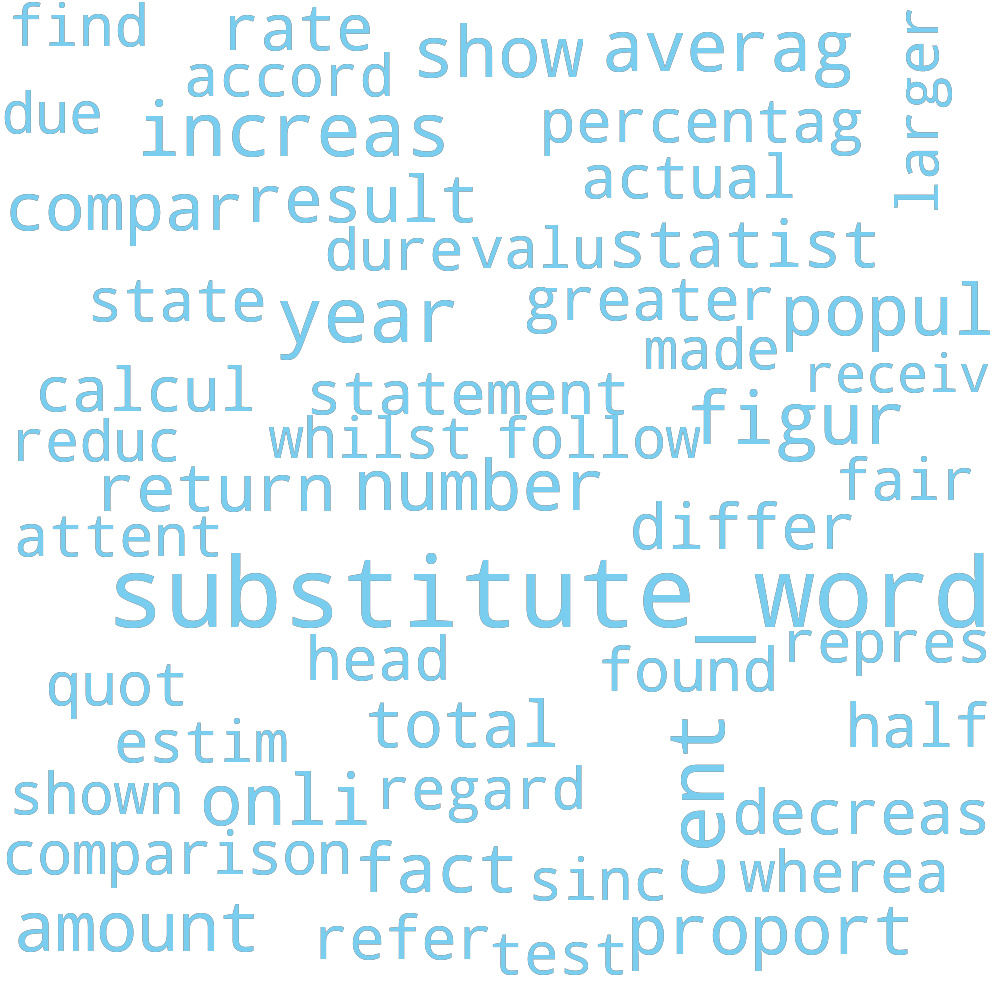 find rate show averag larger
accord
due increas percentag
actual
compar result
dure valu statist
state year greater popul
made
calcul statement receiv
reduc whilst follow figur
return number fair
attent differ
substitute_word
head found repres
quot
estim total cent half
shown onli regard decreas
comparison fact sinc wherea
amount refer test proport